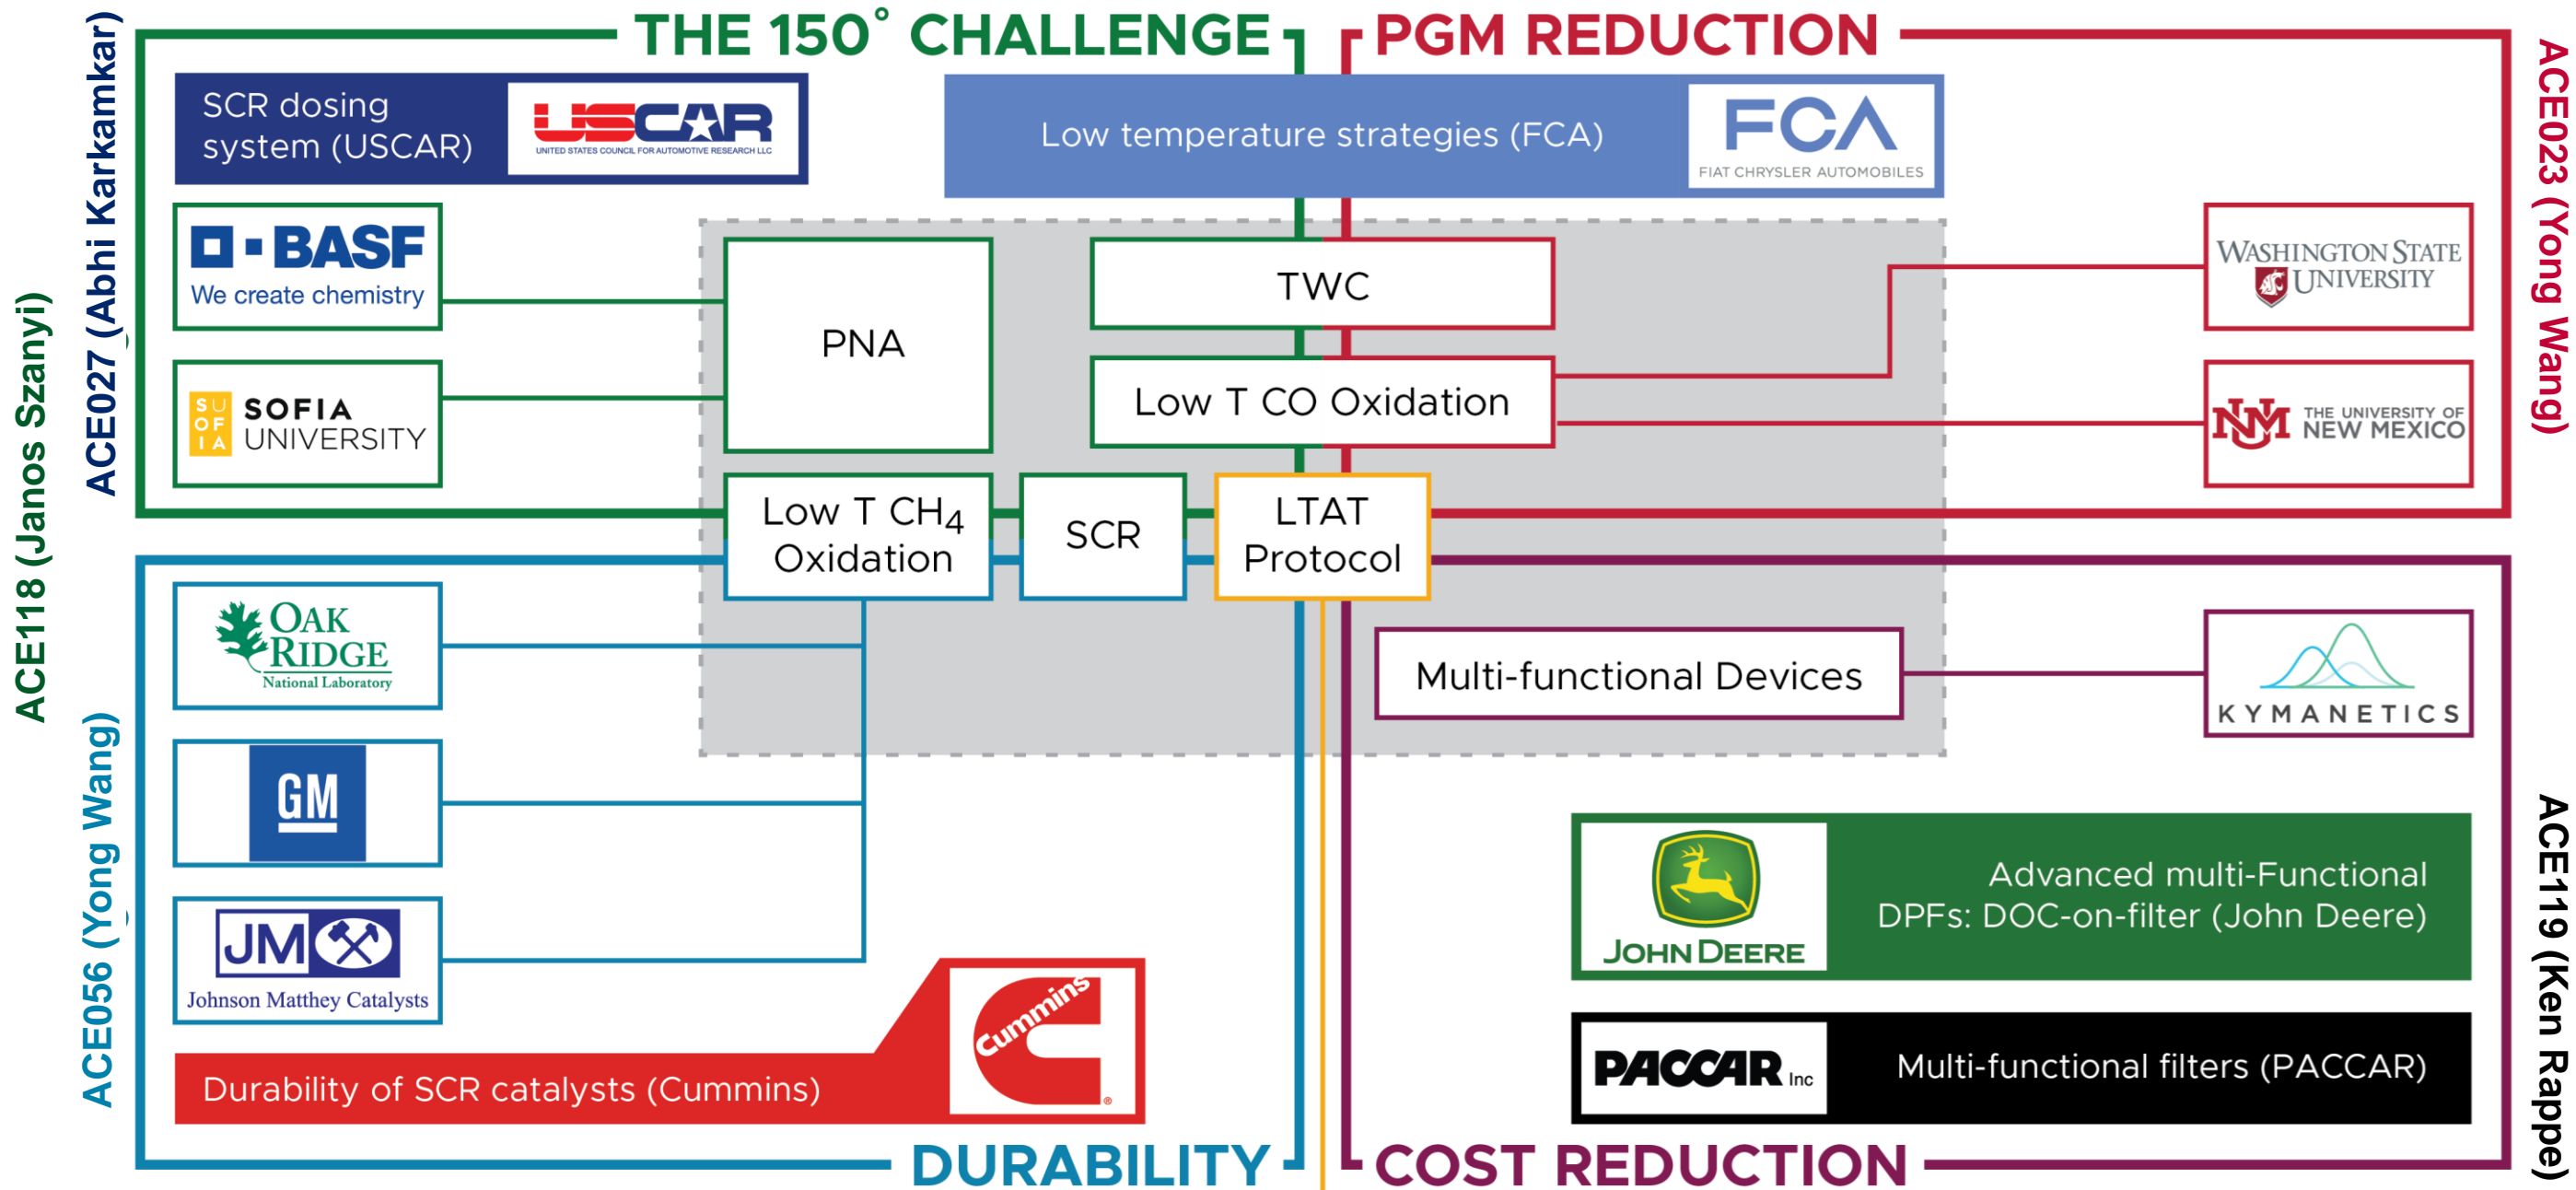 THE 150° CHALLENGE
PGM REDUCTION
ACE118 (Janos Szanyi)
ACE027 (Abhi Karkamkar)
ACE023 (Yong Wang)
SCR dosing
system (USCAR)
USCAR
UNITED STATES COUNCIL FOR AUTOMOTIVE RESEARCH LLC
Low temperature strategies (FCA)
FCA
FIAT CHRYSLER AUTOMOBILES
BASF
We create chemistry
SU
OF
IA
SOFIA
UNIVERSITY
PNA
TWC
Low T CO Oxidation
WASHINGTON STATE
UNIVERSITY
UNM
THE UNIVERSITY OF
NEW MEXICO
Low T CH4
Oxidation
SCR
LTAT
Protocol
ACE056 (Yong Wang)
ACE119 (Ken Rappe)
OAK
RIDGE
National Laboratory
GM
JM
Johnson Matthey Catalysts
Multi-functional Devices
KYMANETICS
JOHN DEERE
Advanced multi-Functional
DPFs: DOC-on-filter (John Deere)
PACCAR Inc
Multi-functional filters (PACCAR)
Durability of SCR catalysts (Cummins)
Cummins
®
DURABILITY
COST REDUCTION